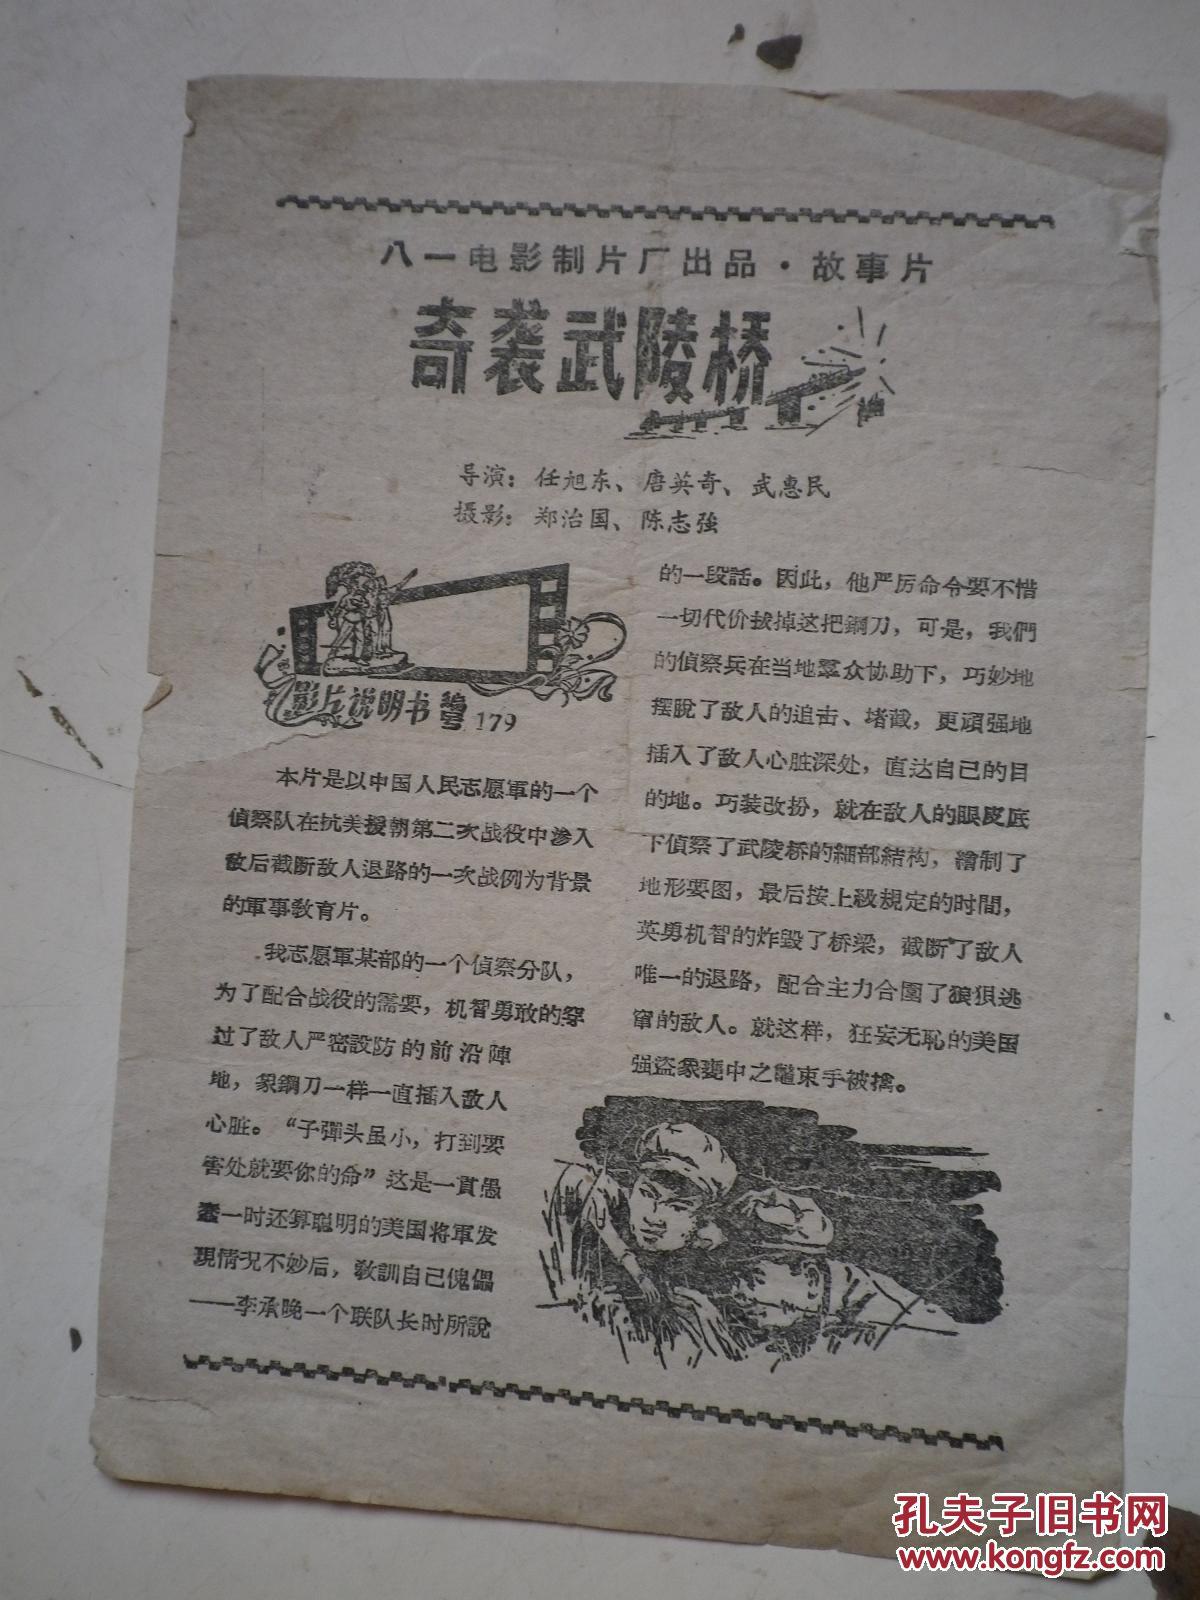 八一电影制片厂出品·故事片
奇袭武陵桥
导演：任旭东、唐英奇、武惠民
摄影：郑治国、陈志強
影片说明书 編号 179
本片是以中国人民志愿軍的一个
偵察队在抗美援朝第二次战役中渗入
敌后截断敌人退路的一次战例为背景
的軍事教育片。
我志愿軍某部的一个偵察分队，
为了配合战役的需要，机智勇敢的穿
过了敌人严密設防的前沿陣
地，象鋼刀一样一直插入敌人
心脏。“子彈头虽小，打到要
害处就要你的命”这是一貫愚
蠢一时还算聪明的美国将軍发
現情况不妙后，教訓自己傀儡
——李承晚一个联队长时所說
的一段話。因此，他严厉命令要不惜
一切代价拔掉这把鋼刀，可是，我們
的偵察兵在当地羣众协助下，巧妙地
摆脫了敌人的追击、堵截，更頑强地
插入了敌人心脏深处，直达自己的目
的地。巧装改扮，就在敌人的眼皮底
下偵察了武陵桥的細部結构，繪制了
地形要图，最后按上級規定的时間，
英勇机智的炸毀了桥梁，截断了敌人
唯一的退路，配合主力合圍了狼狽逃
窜的敌人。就这样，狂妄无恥的美国
强盗象甕中之鼈束手被擒。
孔夫子旧书网
www.kongfz.com